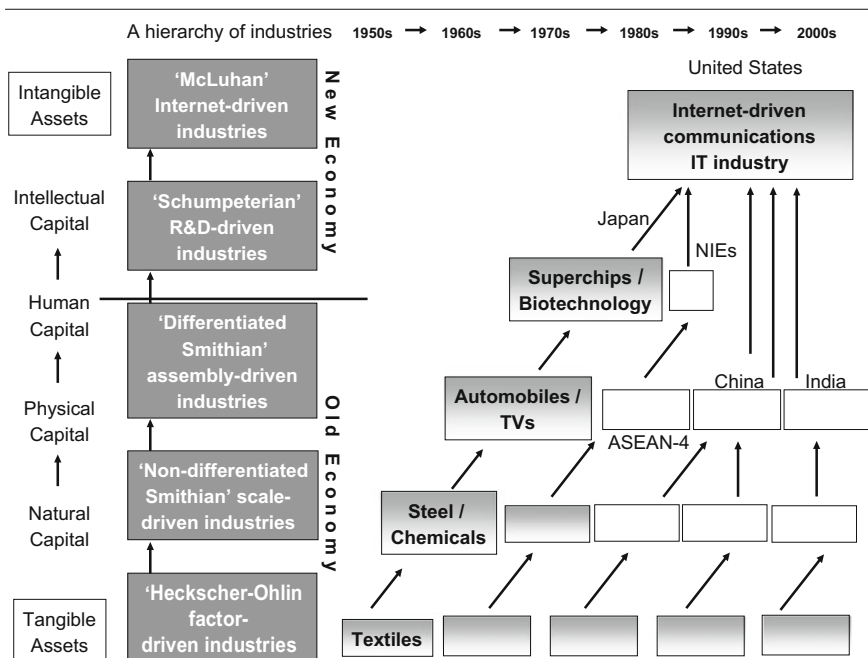 A hierarchy of industries
1950s
1960s
1970s
1980s
1990s
2000s
Intangible
Assets
Intellectual
Capital
Human
Capital
Physical
Capital
Natural
Capital
Tangible
Assets
‘McLuhan’
Internet-driven
industries
‘Schumpeterian’
R&D-driven
industries
‘Differentiated
Smithian’
assembly-driven
industries
‘Non-differentiated
Smithian’ scale-
driven industries
‘Heckscher-Ohlin
factor-
driven industries
New Economy
Old Economy
United States
Internet-driven
communications
IT industry
Japan
NIEs
Superchips /
Biotechnology
China
India
Automobiles /
TVs
ASEAN-4
Steel /
Chemicals
Textiles